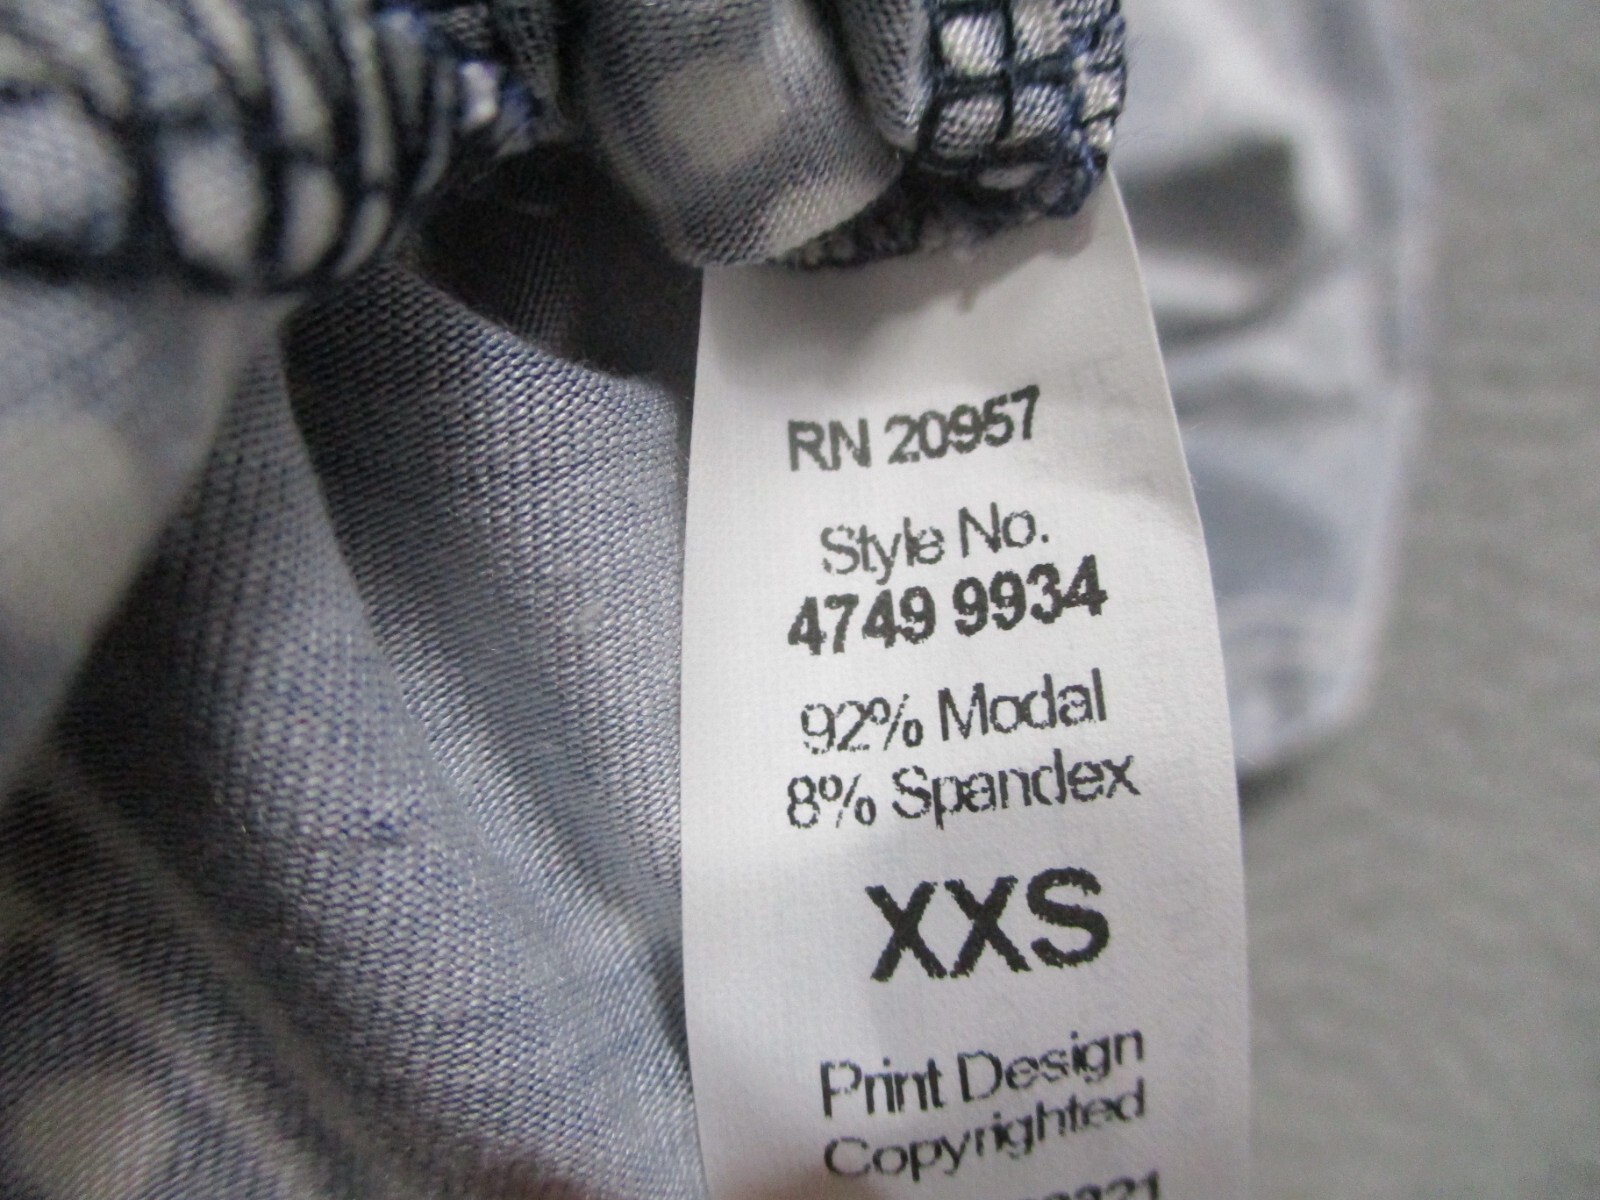 RN 20957
Style No.
4749 9934
92% Modal
8% Spandex
XXS
Print Design
Copyrighted